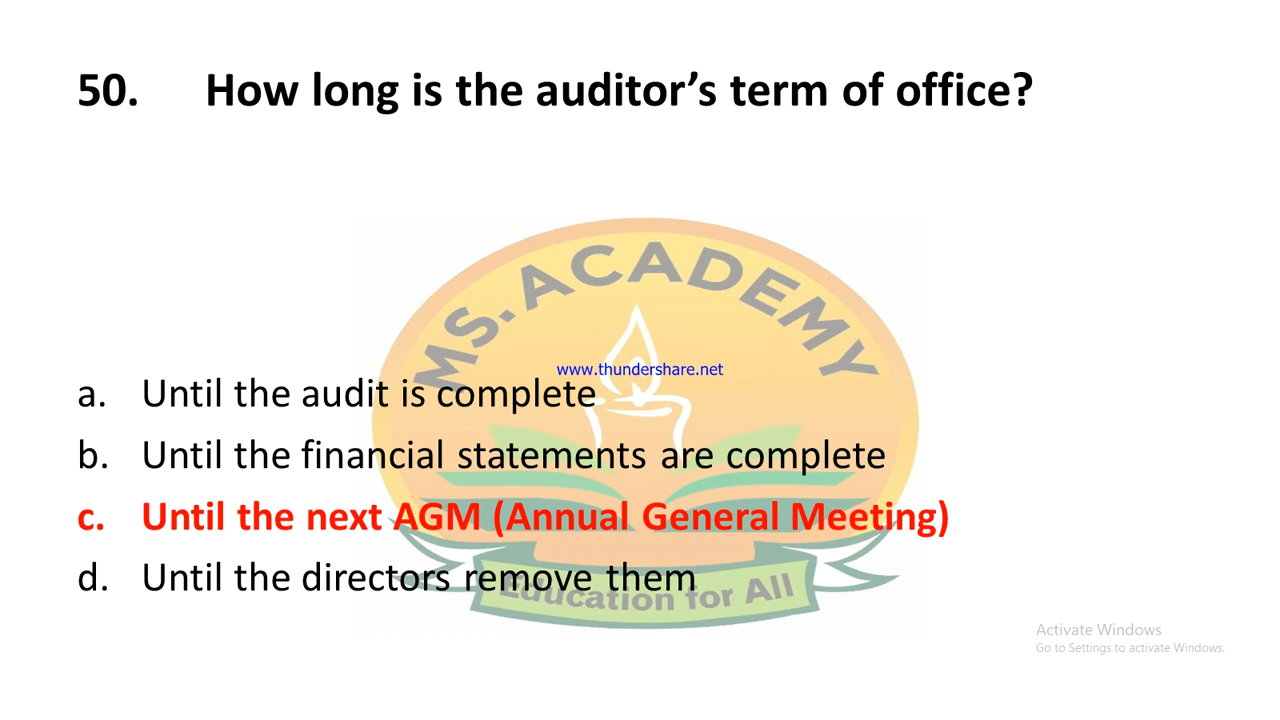 50. How long is the auditor’s term of office?
MS. ACADEMY
www.thundershare.net
a. Until the audit is complete
b. Until the financial statements are complete
c. Until the next AGM (Annual General Meeting)
d. Until the directors remove them
Education for All
Activate Windows
Go to Settings to activate Windows.